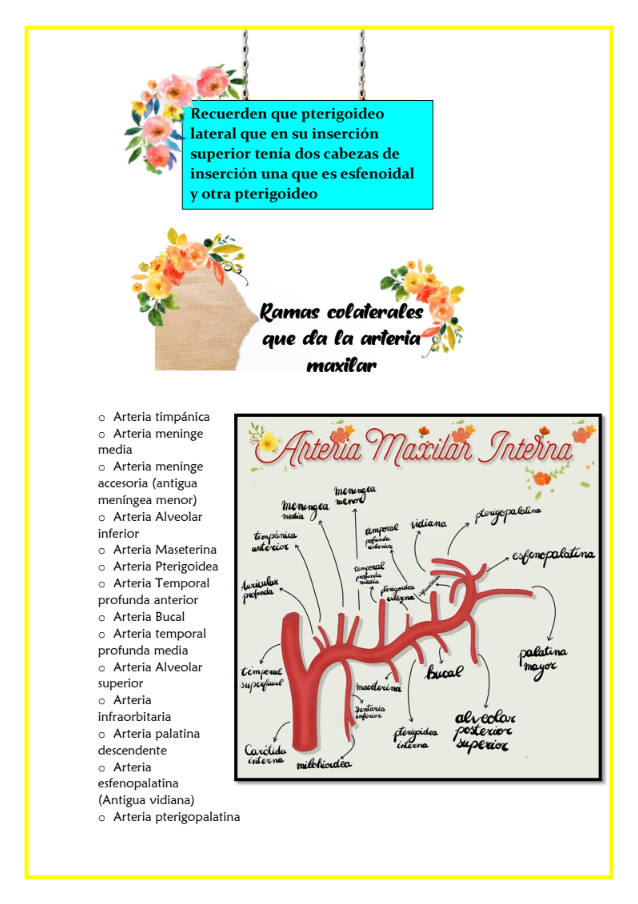 Recuerden que pterigoideo
lateral que en su inserción
superior tenía dos cabezas de
inserción una que es esfenoidal
y otra pterigoideo
Ramas colaterales
que da la arteria
maxilar
o Arteria timpánica
o Arteria meninge
media
o Arteria meninge
accesoria (antigua
meníngea menor)
o Arteria Alveolar
inferior
o Arteria Maseterina
o Arteria Pterigoidea
o Arteria Temporal
profunda anterior
o Arteria Bucal
o Arteria temporal
profunda media
o Arteria Alveolar
superior
o Arteria
infraorbitaria
o Arteria palatina
descendente
o Arteria
esfenopalatina
(Antigua vidiana)
o Arteria pterigopalatina
Arteria Maxilar Interna
meningea
menor
Meningea
media
timpánica
anterior
Auricular
profunda
temporal
profunda
anterior
vidiana
pterigopalatina
esfenopalatina
temporal
profunda
media
pterigoidea
externa
palatina
mayor
temporal
superficial
maseterina
bucal
Dentaria
inferior
pterigoidea
interna
alveolar
posterior
superior
Carótida
interna
milohioidea